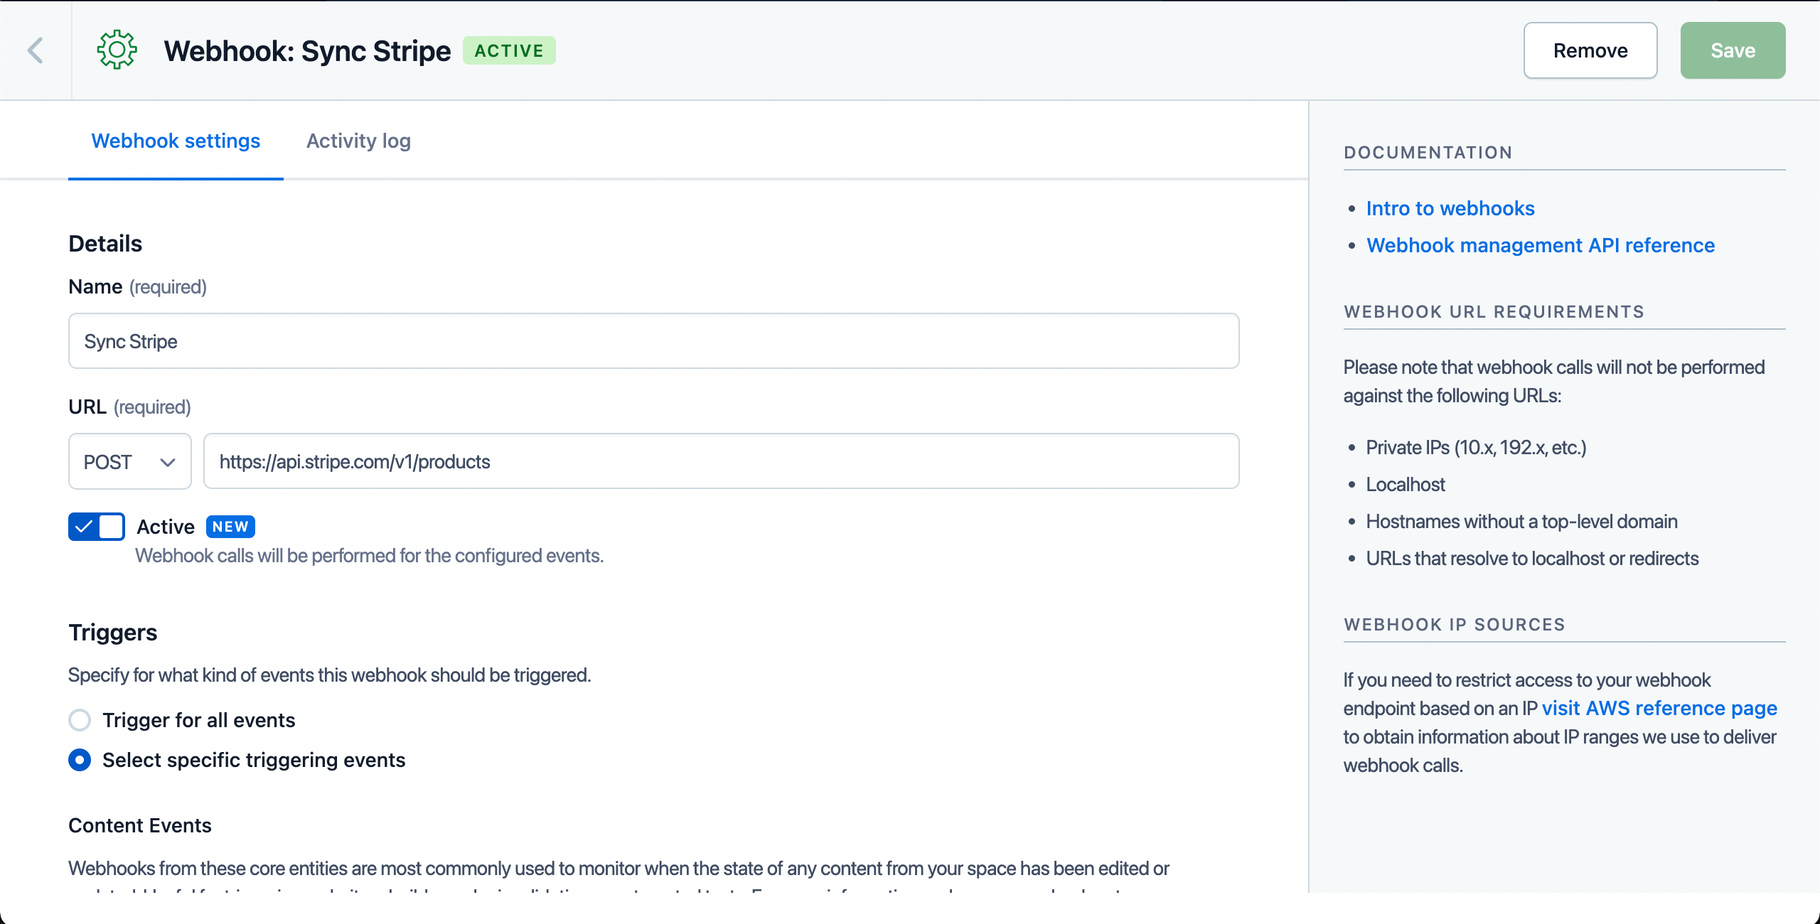 Webhook: Sync Stripe ACTIVE
Remove
Save
Webhook settings
Activity log
Details
Name (required)
Sync Stripe
URL (required)
POST
https://api.stripe.com/v1/products
Active NEW
Webhook calls will be performed for the configured events.
Triggers
Specify for what kind of events this webhook should be triggered.
Trigger for all events
Select specific triggering events
Content Events
Webhooks from these core entities are most commonly used to monitor when the state of any content from your space has been edited or
DOCUMENTATION
• Intro to webhooks
• Webhook management API reference
WEBHOOK URL REQUIREMENTS
Please note that webhook calls will not be performed
against the following URLs:
• Private IPs (10.x, 192.x, etc.)
• Localhost
• Hostnames without a top-level domain
• URLs that resolve to localhost or redirects
WEBHOOK IP SOURCES
If you need to restrict access to your webhook
endpoint based on an IP visit AWS reference page
to obtain information about IP ranges we use to deliver
webhook calls.